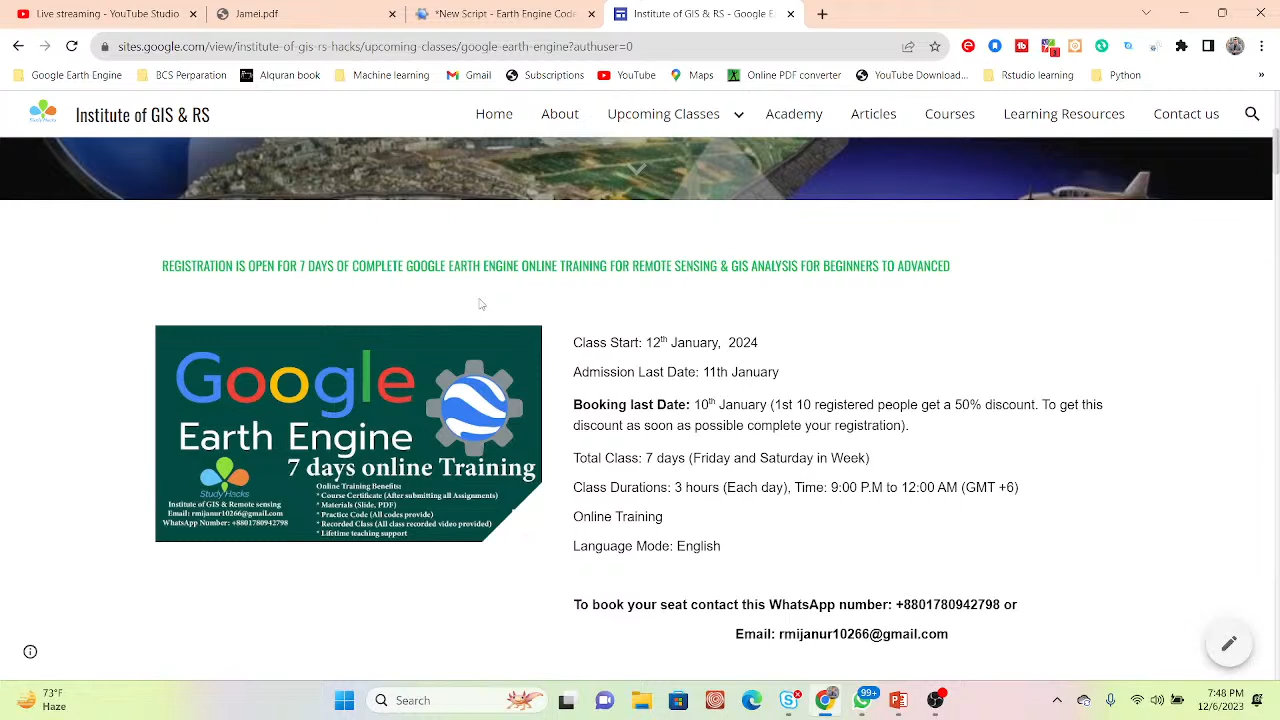 Live streaming - YouTube Studio
Jamei.pdf
*New Script - Earth Engine Code
Institute of GIS & RS - Google E
sites.google.com/view/institute-of-gis-rs-hacks/upcoming-classes/google-earth-engine?authuser=0
Google Earth Engine
BCS Perparation
Alquran book
Machine learning
Gmail
Subscriptions
YouTube
Maps
Online PDF converter
YouTube Download...
Rstudio learning
Python
»
Institute of GIS & RS
Home
About
Upcoming Classes
Academy
Articles
Courses
Learning Resources
Contact us
REGISTRATION IS OPEN FOR 7 DAYS OF COMPLETE GOOGLE EARTH ENGINE ONLINE TRAINING FOR REMOTE SENSING & GIS ANALYSIS FOR BEGINNERS TO ADVANCED
Google
Earth Engine
7 days online Training
Study Hacks
Institute of GIS & Remote sensing
Email: rmijanur10266@gmail.com
WhatsApp Number: +8801780942798
Online Training Benefits:
* Course Certificate (After submitting all Assignments)
* Materials (Slide, PDF)
* Practice Code (All codes provide)
* Recorded Class (All class recorded video provided)
* Lifetime teaching support
Class Start: 12th January, 2024
Admission Last Date: 11th January
Booking last Date: 10th January (1st 10 registered people get a 50% discount. To get this
discount as soon as possible complete your registration).
Total Class: 7 days (Friday and Saturday in Week)
Class Durations: 3 hours (Each class) from 9:00 P.M to 12:00 AM (GMT +6)
Online Training
Language Mode: English
To book your seat contact this WhatsApp number: +8801780942798 or
Email: rmijanur10266@gmail.com
73°F
Haze
Search
99+
7:48 PM
12/6/2023